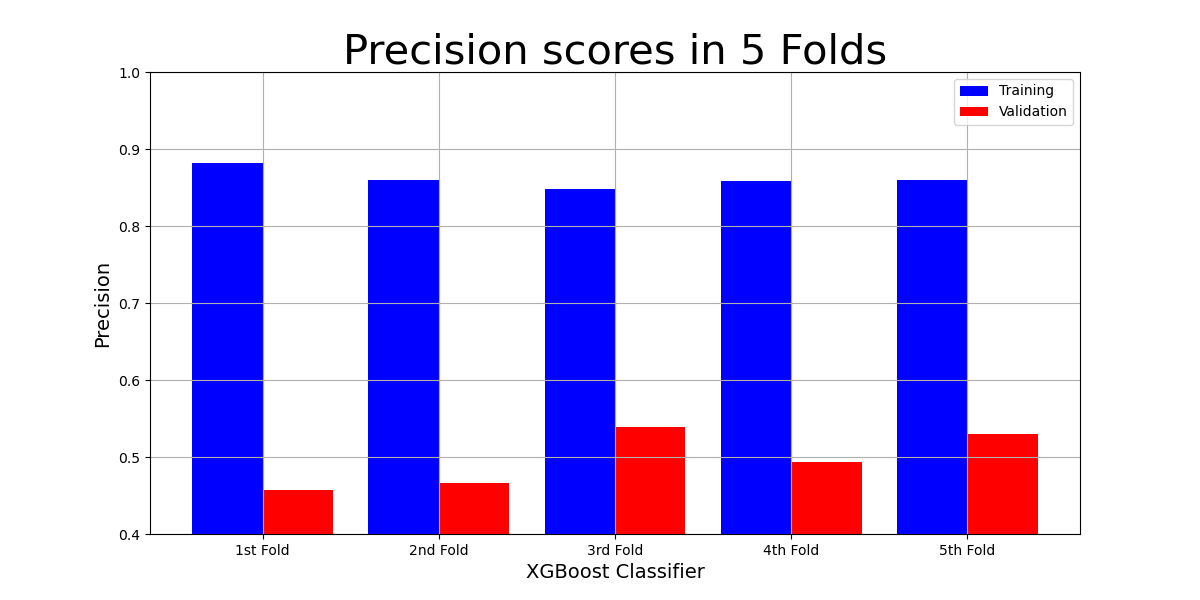 Precision scores in 5 Folds
Training
Validation
Precision
1.0
0.9
0.8
0.7
0.6
0.5
0.4
1st Fold
2nd Fold
3rd Fold
4th Fold
5th Fold
XGBoost Classifier